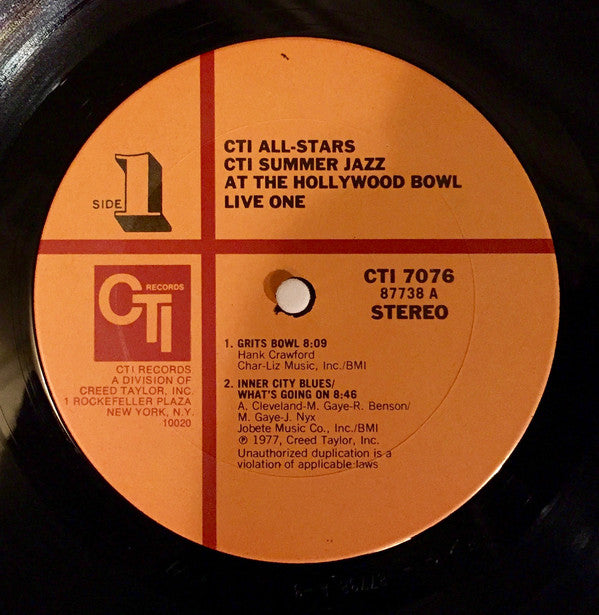 CTI ALL-STARS
CTI SUMMER JAZZ
AT THE HOLLYWOOD BOWL
LIVE ONE
SIDE 1
CTI RECORDS
CTI RECORDS
A DIVISION OF
CREED TAYLOR, INC.
1 ROCKEFELLER PLAZA
NEW YORK, N.Y.
10020
CTI 7076
87738 A
STEREO
1. GRITS BOWL 8:09
Hank Crawford
Char-Liz Music, Inc./BMI
2. INNER CITY BLUES/
WHAT'S GOING ON 8:46
A. Cleveland-M. Gaye-R. Benson/
M. Gaye-J. Nyx
Jobete Music Co., Inc./BMI
℗ 1977, Creed Taylor, Inc.
Unauthorized duplication is a
violation of applicable laws